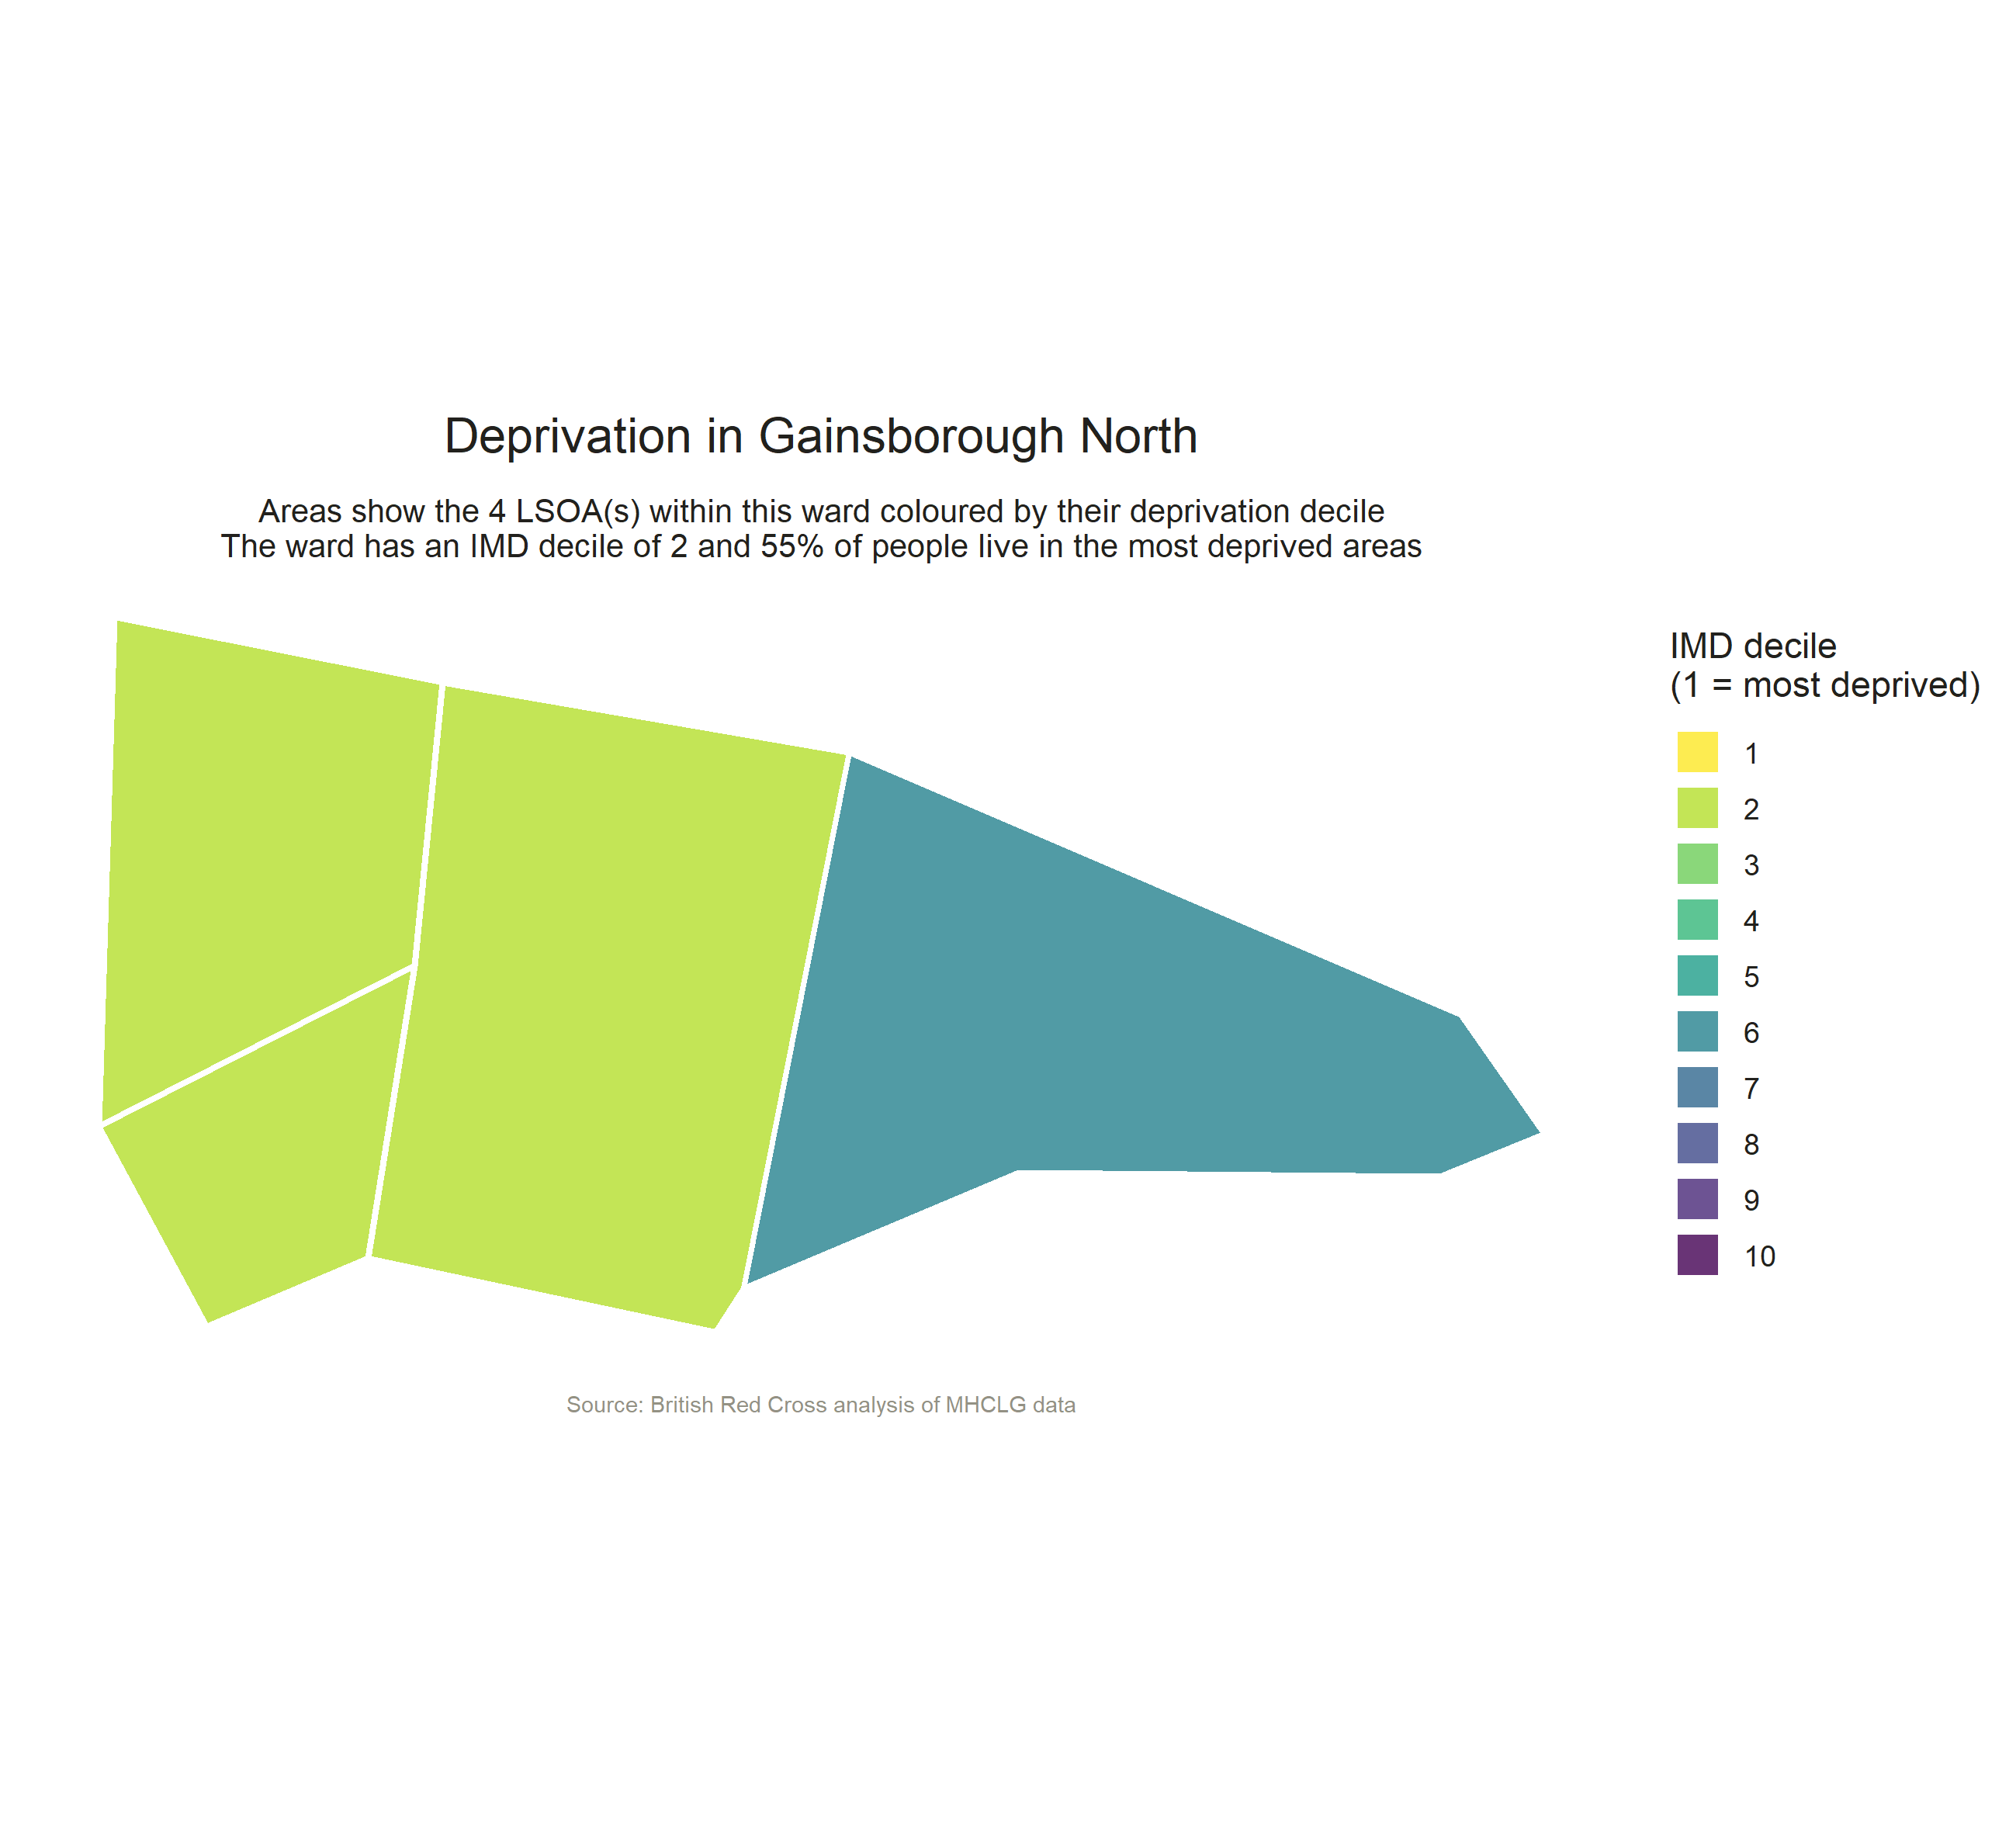 Deprivation in Gainsborough North
Areas show the 4 LSOA(s) within this ward coloured by their deprivation decile
The ward has an IMD decile of 2 and 55% of people live in the most deprived areas
IMD decile
(1 = most deprived)
1
2
3
4
5
6
7
8
9
10
Source: British Red Cross analysis of MHCLG data